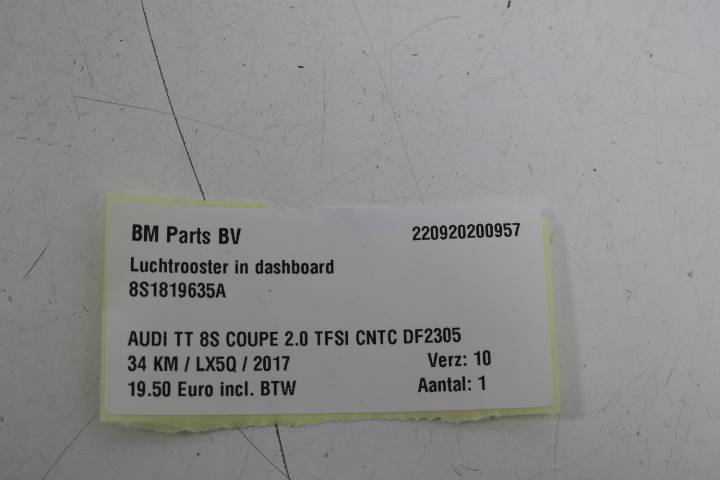 BM Parts BV 220920200957
Luchtrooster in dashboard
8S1819635A
AUDI TT 8S COUPE 2.0 TFSI CNTC DF2305
34 KM / LX5Q / 2017 Verz: 10
19.50 Euro incl. BTW Aantal: 1